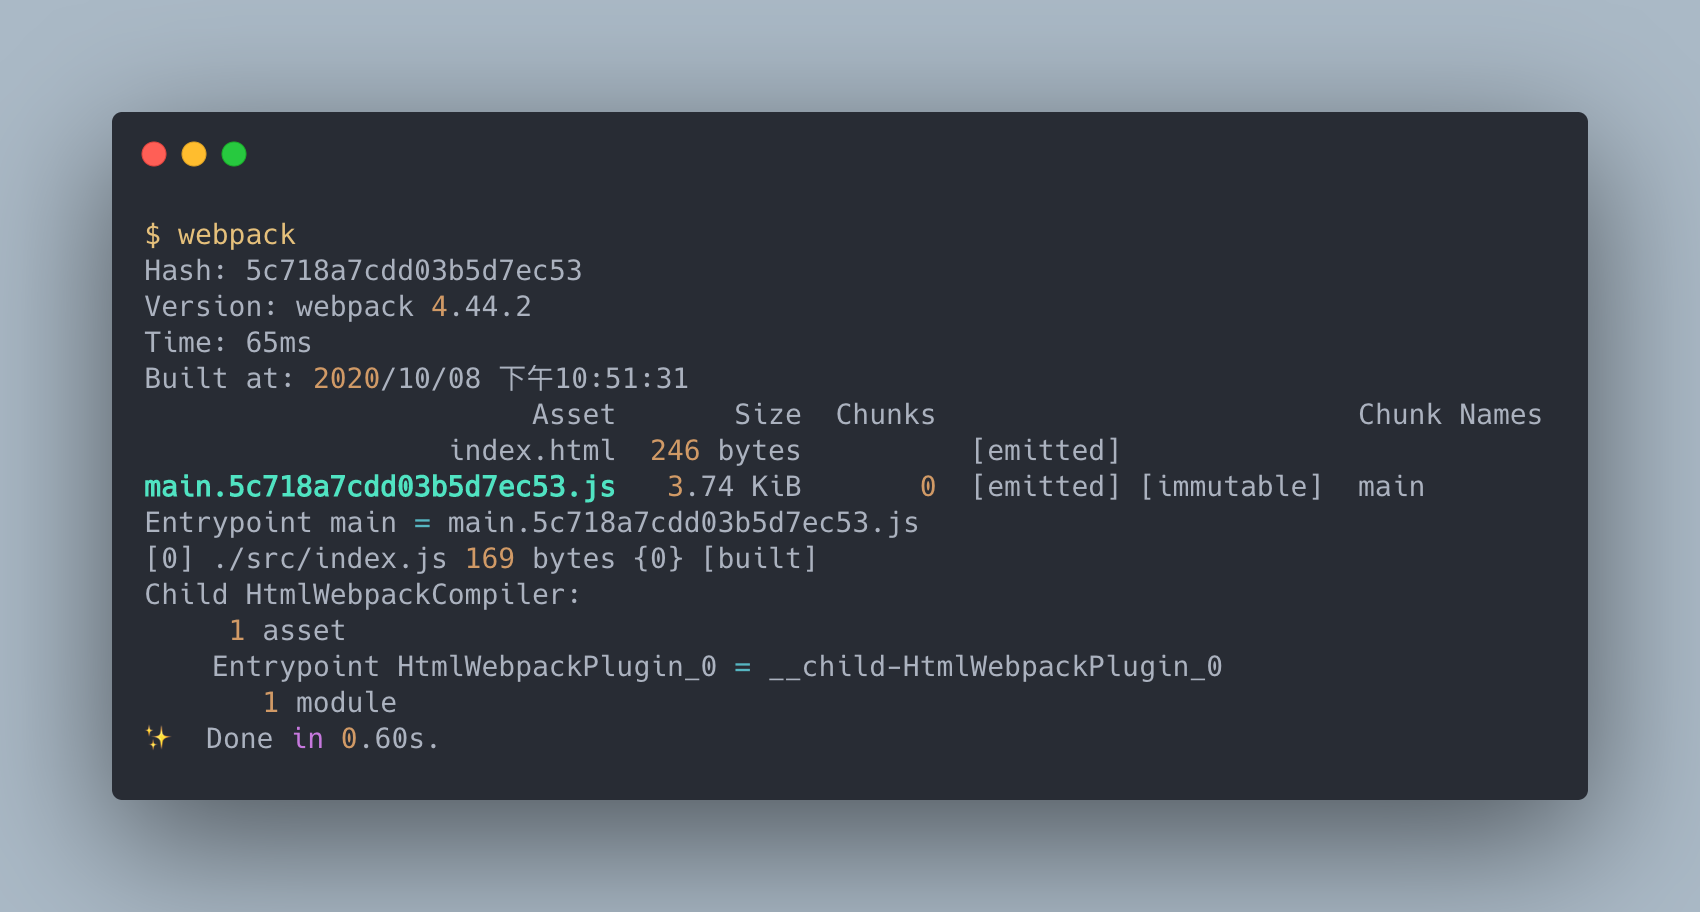 $ webpack
Hash: 5c718a7cdd03b5d7ec53
Version: webpack 4.44.2
Time: 65ms
Built at: 2020/10/08 下午10:51:31
                       Asset       Size  Chunks                         Chunk Names
                  index.html  246 bytes          [emitted]
main.5c718a7cdd03b5d7ec53.js   3.74 KiB       0  [emitted] [immutable]  main
Entrypoint main = main.5c718a7cdd03b5d7ec53.js
[0] ./src/index.js 169 bytes {0} [built]
Child HtmlWebpackCompiler:
     1 asset
    Entrypoint HtmlWebpackPlugin_0 = __child-HtmlWebpackPlugin_0
       1 module
✨  Done in 0.60s.